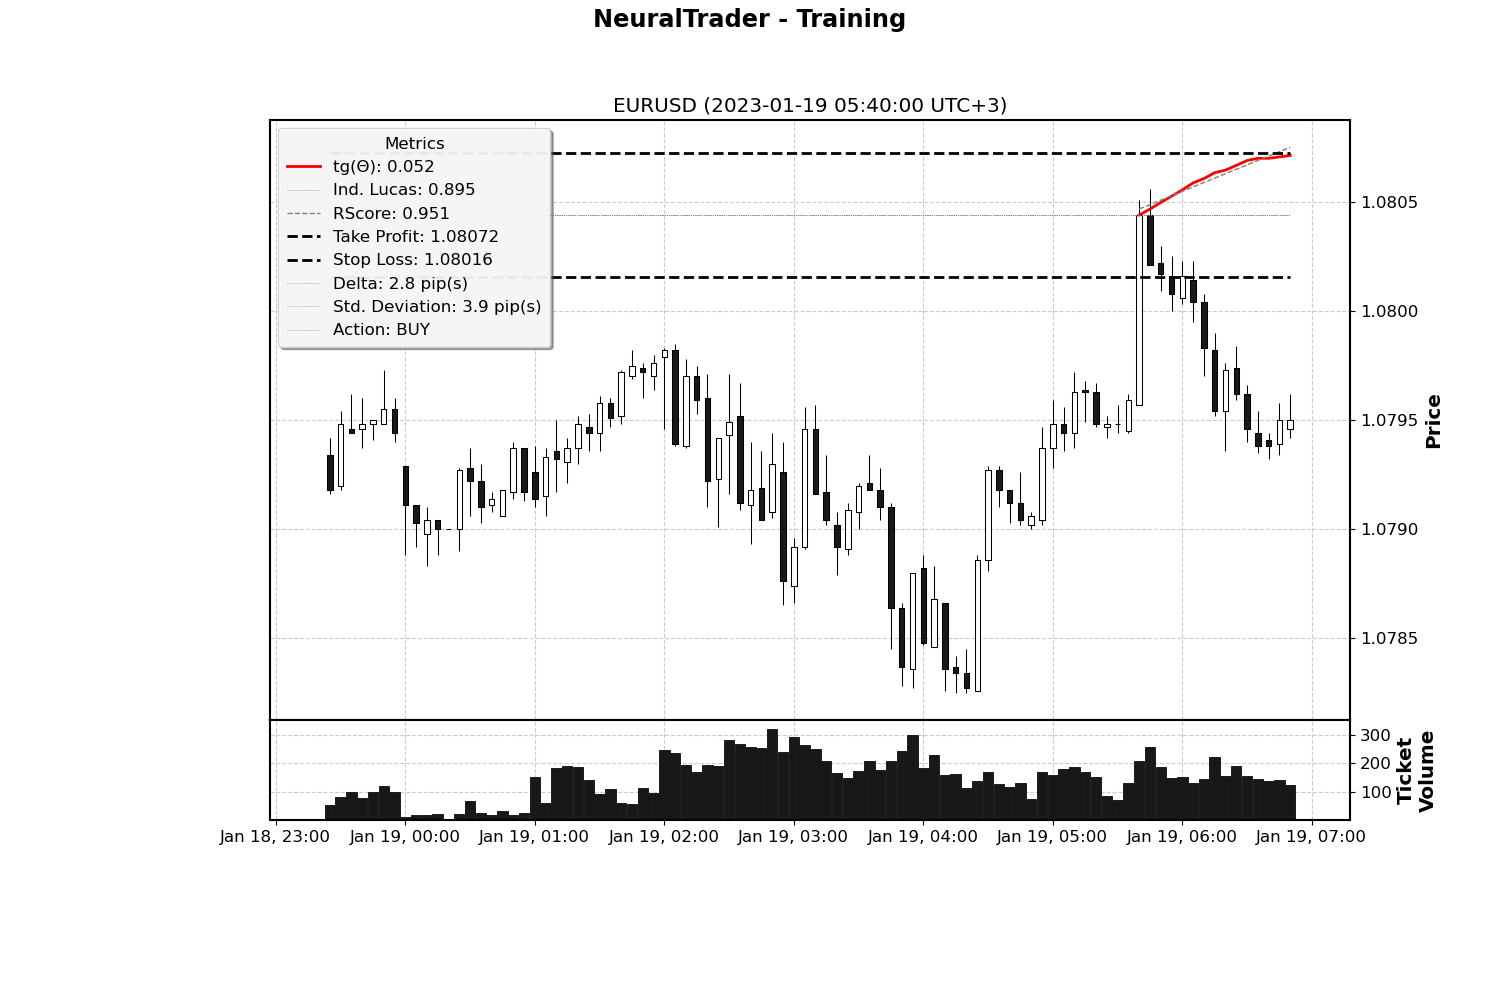 NeuralTrader - Training
EURUSD (2023-01-19 05:40:00 UTC+3)
Metrics
tg(Θ): 0.052
Ind. Lucas: 0.895
RScore: 0.951
Take Profit: 1.08072
Stop Loss: 1.08016
Delta: 2.8 pip(s)
Std. Deviation: 3.9 pip(s)
Action: BUY
1.0805
1.0800
1.0795
1.0790
1.0785
Price
300
200
100
Ticket
Volume
Jan 18, 23:00 Jan 19, 00:00 Jan 19, 01:00 Jan 19, 02:00 Jan 19, 03:00 Jan 19, 04:00 Jan 19, 05:00 Jan 19, 06:00 Jan 19, 07:00